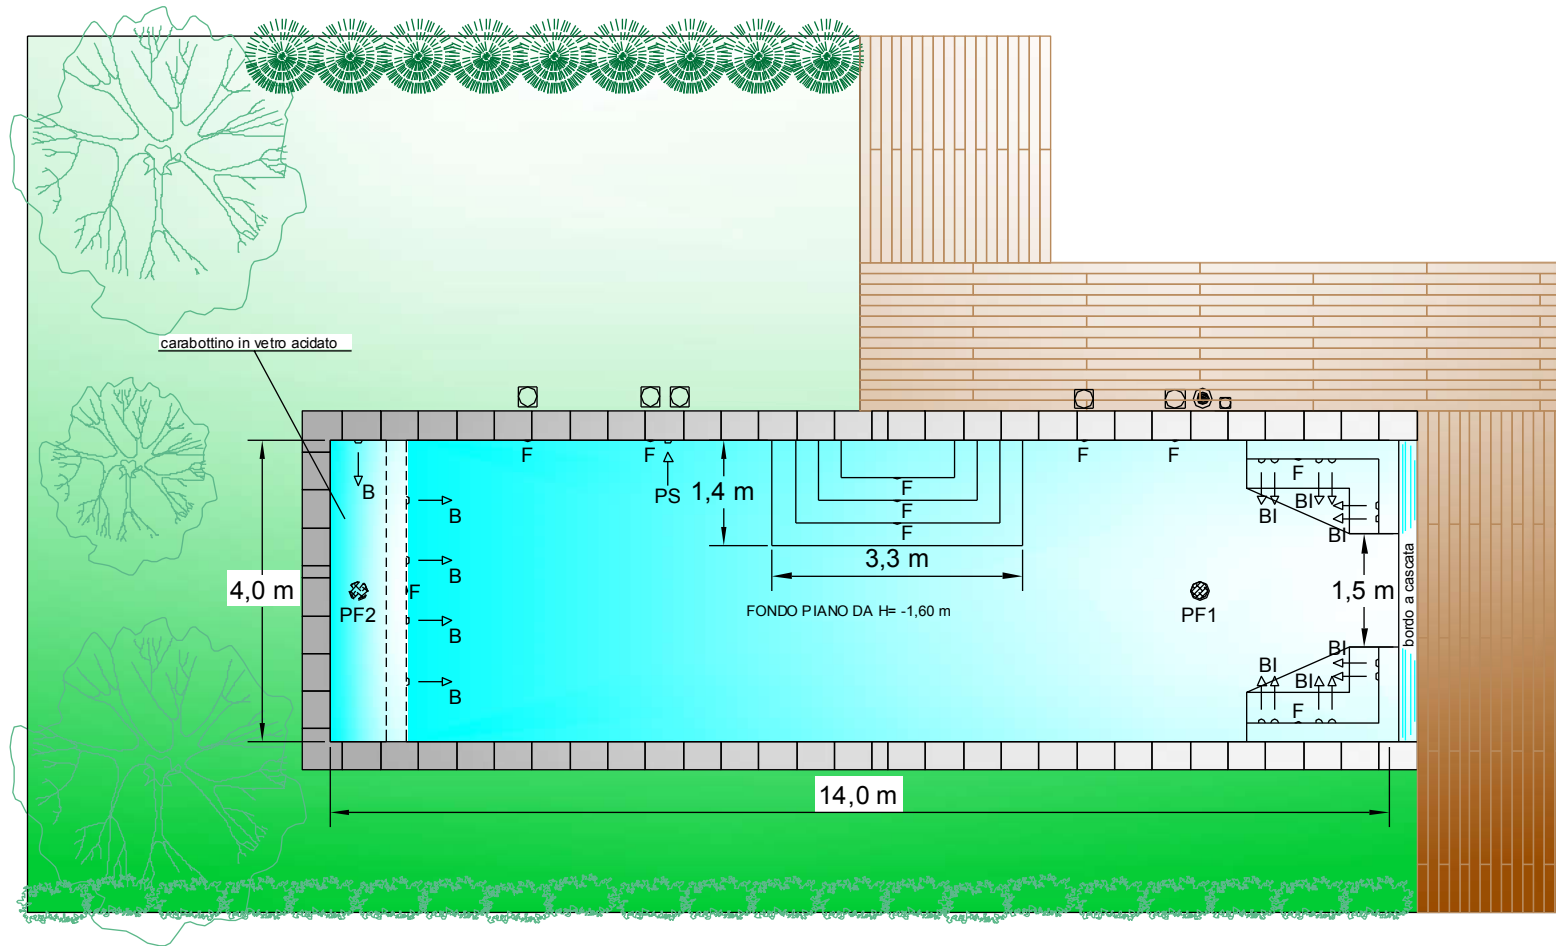 carabottino in vetro acidato
F
F
F
F
B
PS
1,4 m
F
F
F
F
BI
BI
BI
B
B
B
B
4,0 m
PF2
F
3,3 m
FONDO PIANO DA H= -1,60 m
PF1
1,5 m
bordo a cascata
BI
BI
BI
F
14,0 m